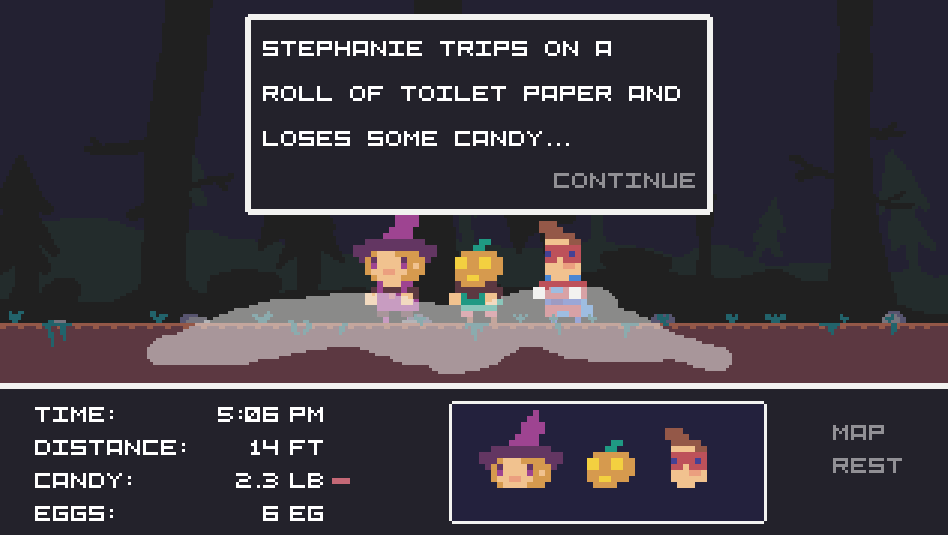 STEPHANIE TRIPS ON A
ROLL OF TOILET PAPER AND
LOSES SOME CANDY...
CONTINUE
TIME: 5:06 PM
DISTANCE: 14 FT
CANDY: 2.3 LB
EGGS: 6 EG
MAP
REST